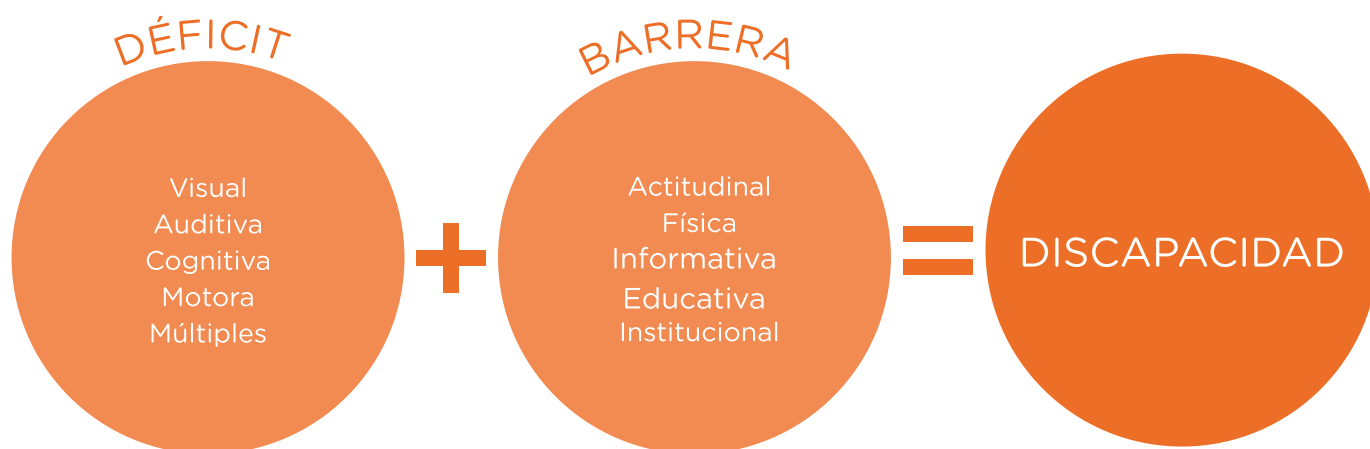 DÉFICIT
Visual
Auditiva
Cognitiva
Motora
Múltiples
+
BARRERA
Actitudinal
Física
Informativa
Educativa
Institucional
=
DISCAPACIDAD